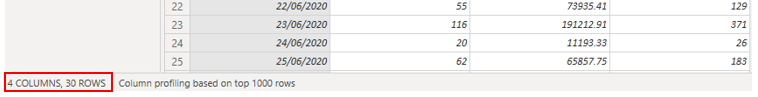 22 22/06/2020 55 73935.41 129
23 23/06/2020 116 191212.91 371
24 24/06/2020 20 11193.33 26
25 25/06/2020 62 65857.75 183
4 COLUMNS, 30 ROWS Column profiling based on top 1000 rows